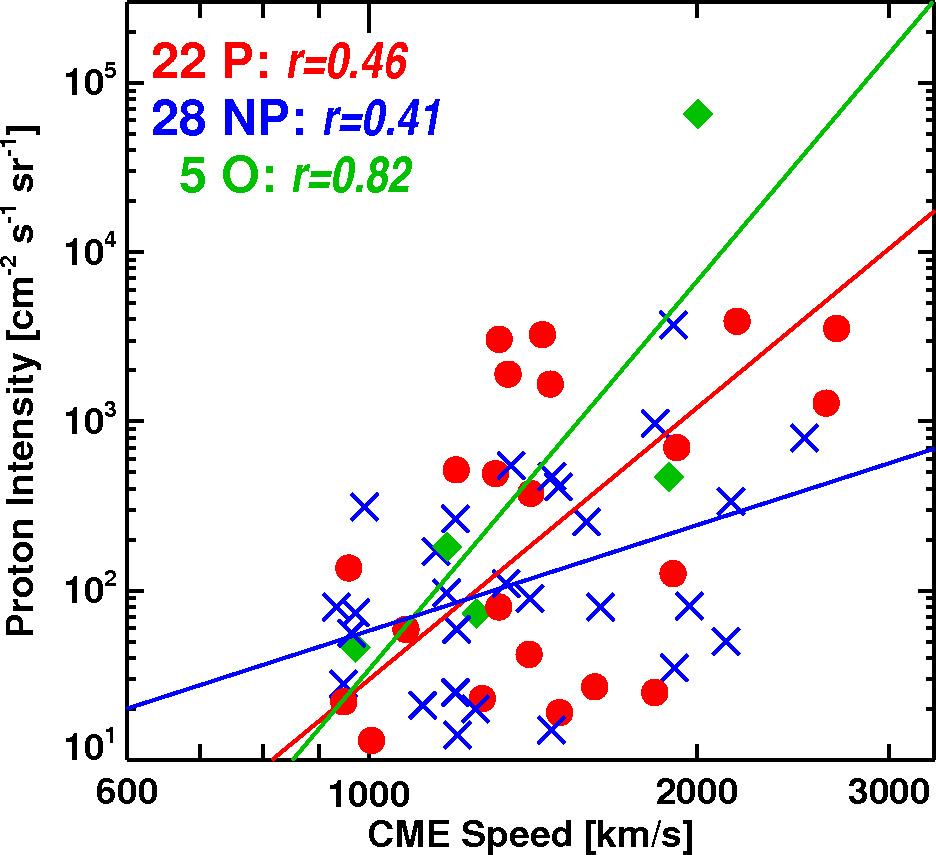 22 P: r=0.46
28 NP: r=0.41
5 O: r=0.82
10^5
10^4
10^3
10^2
10^1
Proton Intensity [cm^-2 s^-1 sr^-1]
600 1000 2000 3000
CME Speed [km/s]